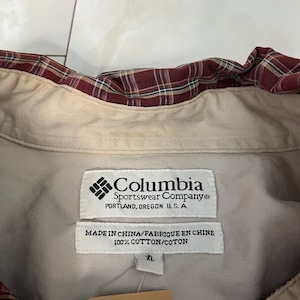 Columbia
Sportswear Company®
PORTLAND, OREGON U.S.A.
MADE IN CHINA/FABRIQUE EN CHINE
100% COTTON/COTON
XL